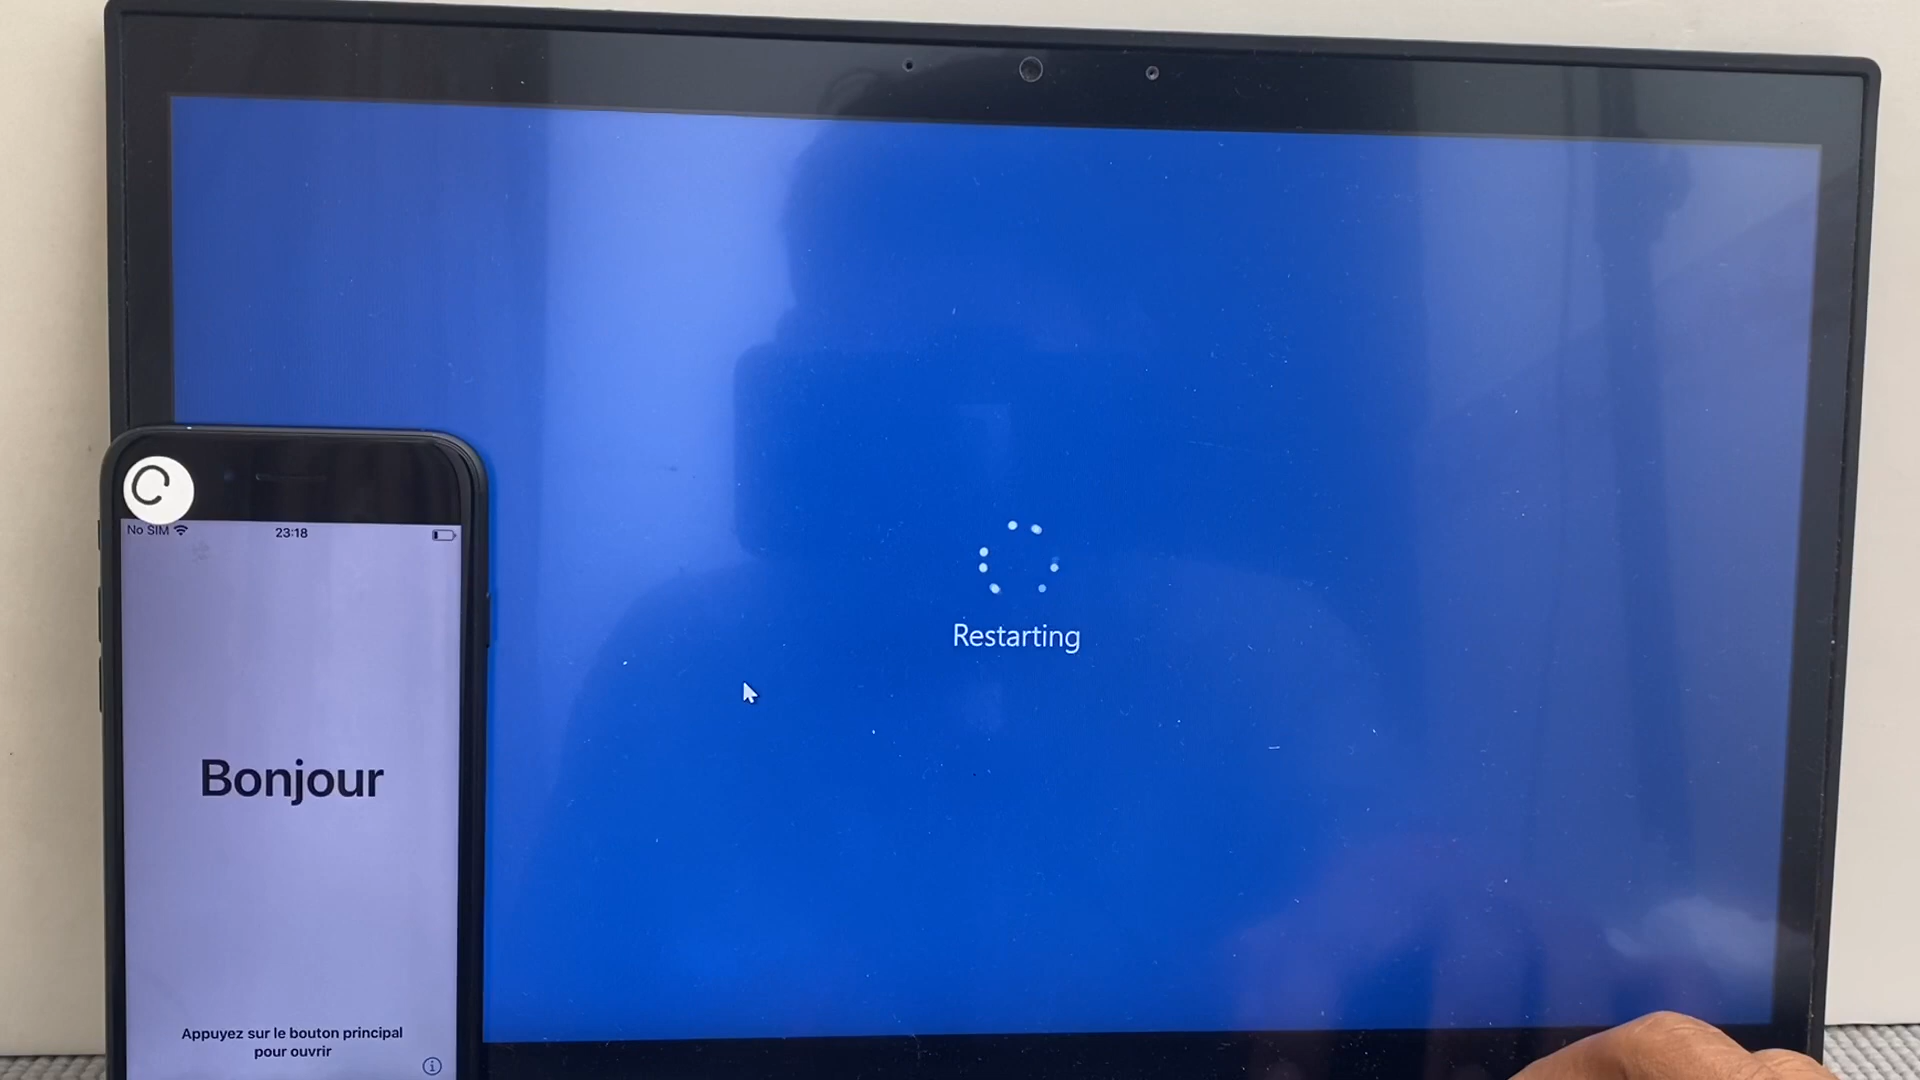 No SIM
23:18
Restarting
Bonjour
Appuyez sur le bouton principal
pour ouvrir